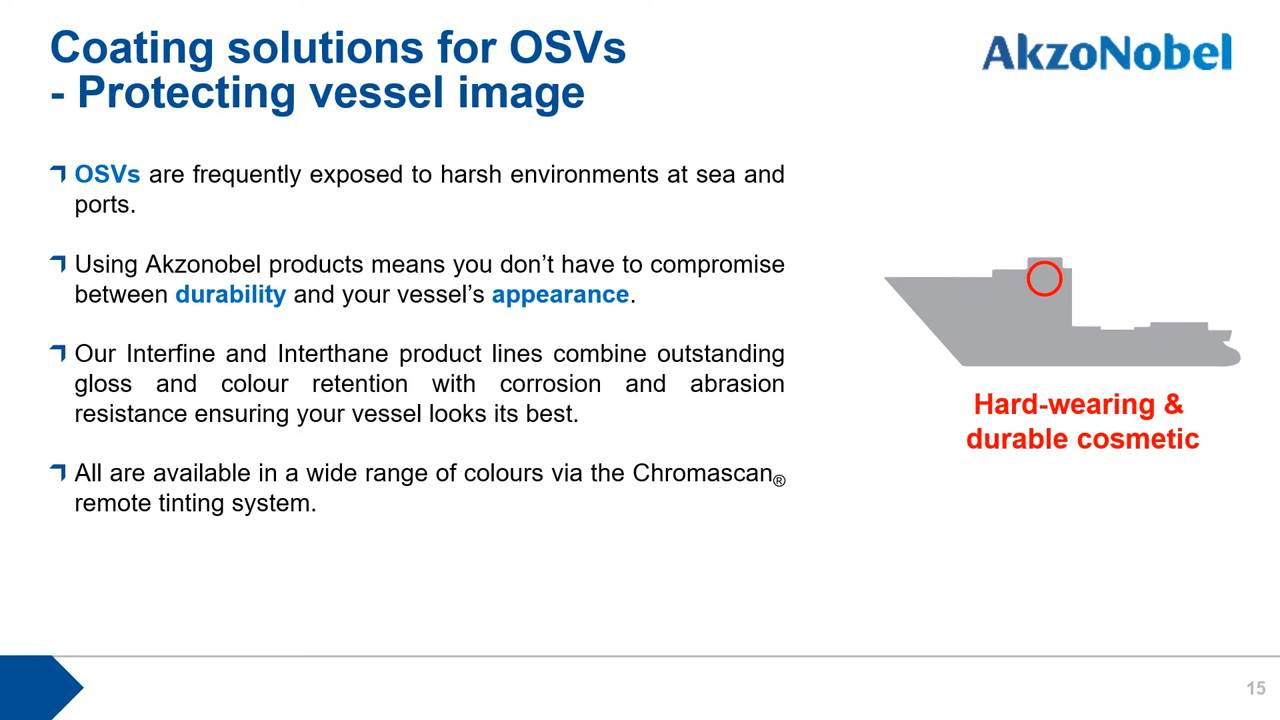 Coating solutions for OSVs
- Protecting vessel image
AkzoNobel
OSVs are frequently exposed to harsh environments at sea and
ports.
Using Akzonobel products means you don’t have to compromise
between durability and your vessel’s appearance.
Our Interfine and Interthane product lines combine outstanding
gloss and colour retention with corrosion and abrasion
resistance ensuring your vessel looks its best.
All are available in a wide range of colours via the Chromascan®
remote tinting system.
Hard-wearing &
durable cosmetic
15